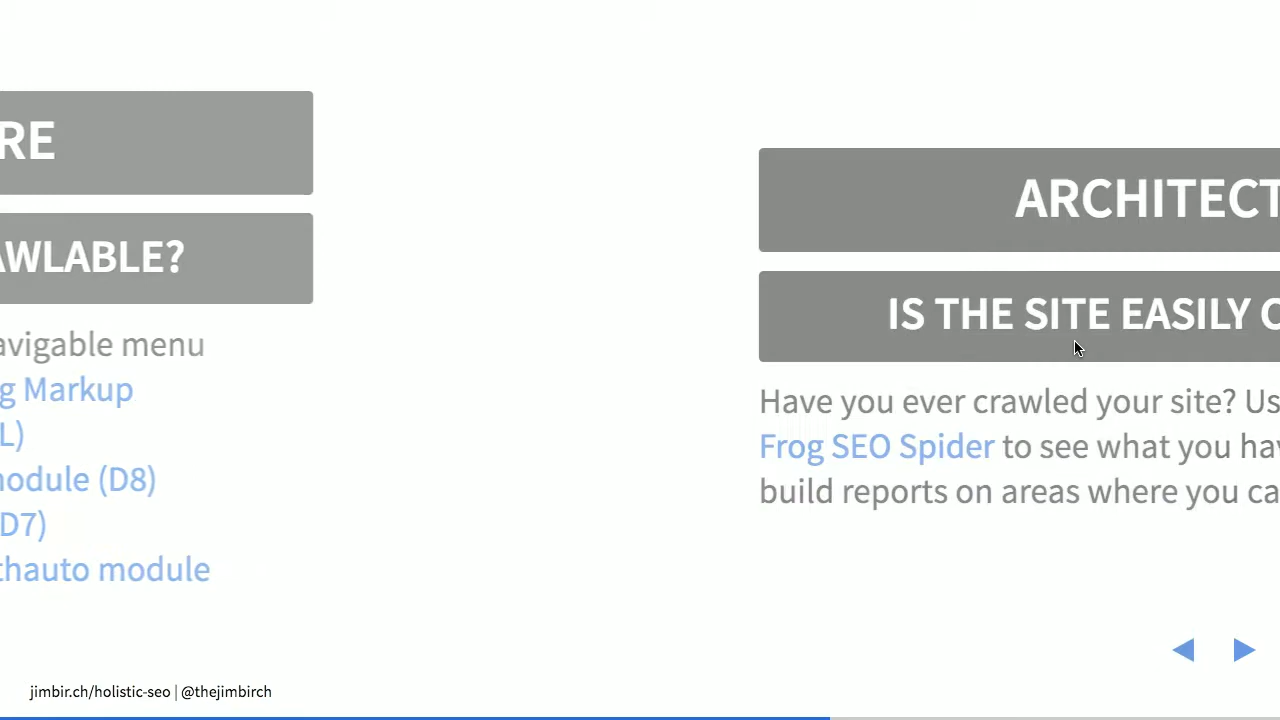 RE
AWLABLE?
avigable menu
g Markup
L)
nodule (D8)
D7)
thauto module
ARCHITECT
IS THE SITE EASILY C
Have you ever crawled your site? Us
Frog SEO Spider to see what you hav
build reports on areas where you ca
jimbir.ch/holistic-seo | @thejimbirch